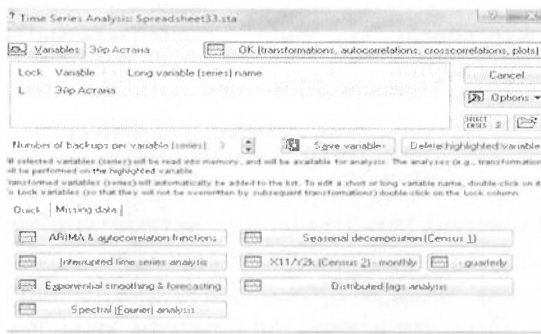 Time Series Analysis: Spreadsheet33.sta
Variables Эйр Астана OK (transformations, autocorrelations, crosscorrelations, plots)
Lock Variable Long variable (series) name
L Эйр Астана
Cancel
Options
SELECT CASES
Number of backups per variable (series) 3 Save variables Delete highlighted variable
All selected variables (series) will be read into memory, and will be available for analysis. The analyses (e.g., transformation
will be performed on the highlighted variable.
Transformed variables (series) will automatically be added to the list. To edit a short or long variable name, double-click on it
To Lock variables (so that they will not be overwritten by subsequent transformations) double-click on the Lock column.
Quick Missing data
ARIMA & autocorrelation functions Seasonal decomposition (Census 1)
Interrupted time series analysis X11/Y2k (Census 2) - monthly - quarterly
Exponential smoothing & forecasting Distributed lags analysis
Spectral (Fourier) analysis